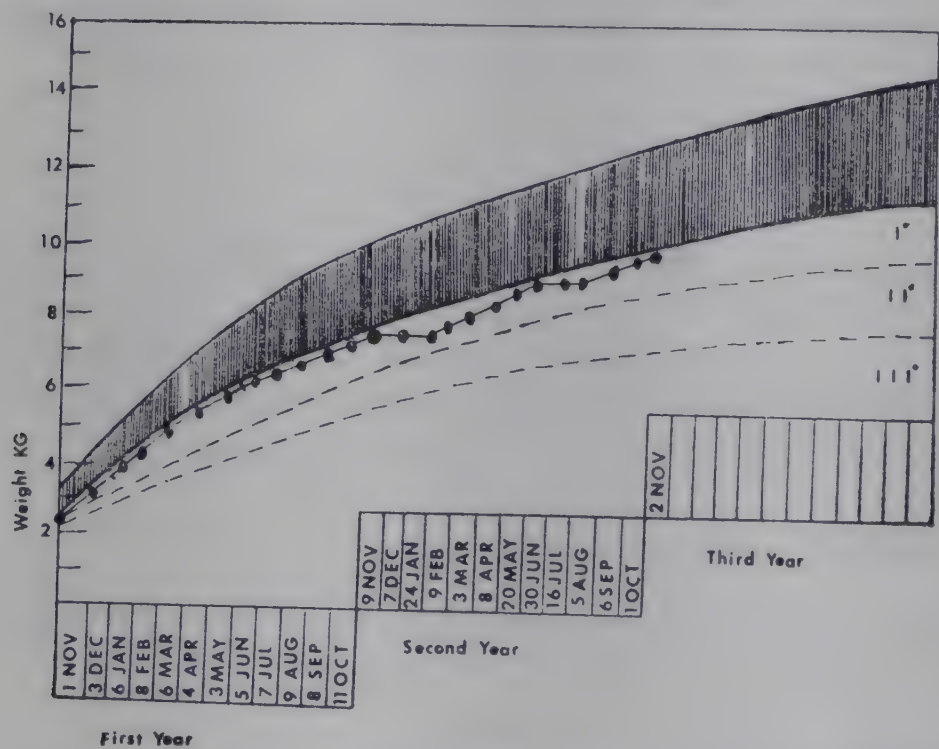 16
14
12
10
8
6
4
2
Weight KG
I°
II°
III°
1 NOV
3 DEC
6 JAN
8 FEB
6 MAR
4 APR
3 MAY
5 JUN
7 JUL
9 AUG
8 SEP
11 OCT
First Year
9 NOV
7 DEC
24 JAN
9 FEB
3 MAR
8 APR
20 MAY
30 JUN
16 JUL
5 AUG
6 SEP
1 OCT
Second Year
2 NOV
Third Year